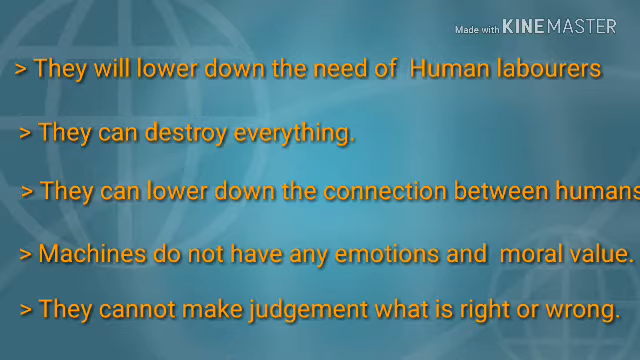 Made with KINEMASTER
> They will lower down the need of Human labourers
> They can destroy everything.
> They can lower down the connection between humans
> Machines do not have any emotions and moral value.
> They cannot make judgement what is right or wrong.